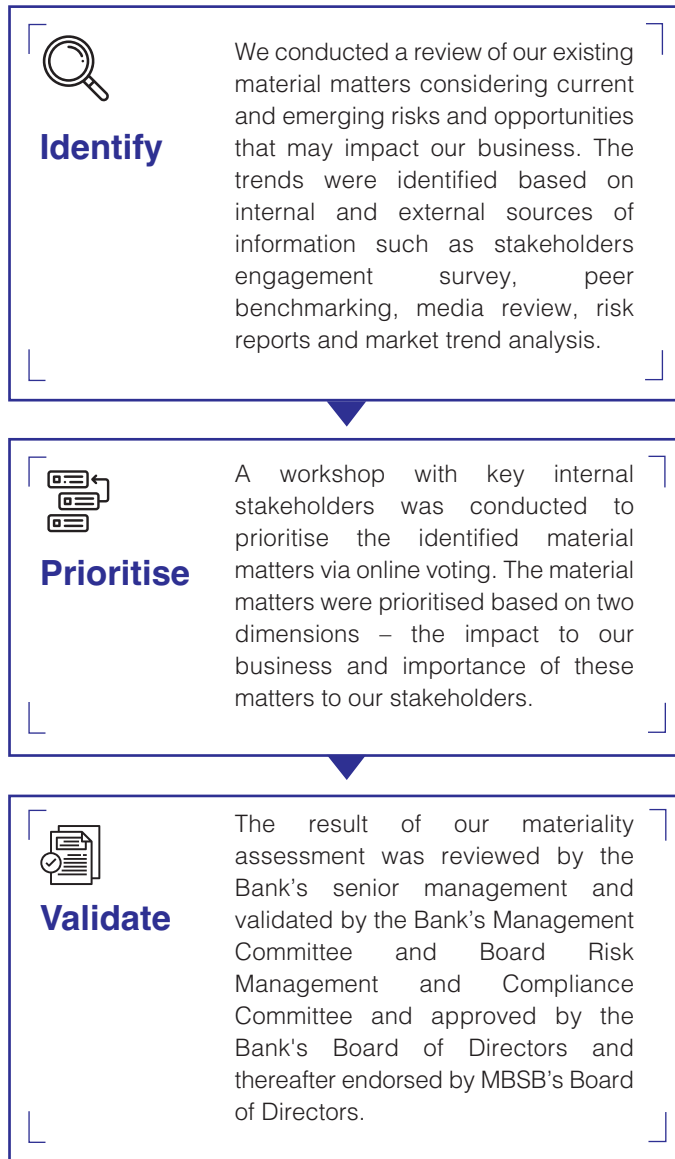 Identify
We conducted a review of our existing
material matters considering current
and emerging risks and opportunities
that may impact our business. The
trends were identified based on
internal and external sources of
information such as stakeholders
engagement survey, peer
benchmarking, media review, risk
reports and market trend analysis.
Prioritise
A workshop with key internal
stakeholders was conducted to
prioritise the identified material
matters via online voting. The material
matters were prioritised based on two
dimensions – the impact to our
business and importance of these
matters to our stakeholders.
Validate
The result of our materiality
assessment was reviewed by the
Bank’s senior management and
validated by the Bank’s Management
Committee and Board Risk
Management and Compliance
Committee and approved by the
Bank's Board of Directors and
thereafter endorsed by MBSB’s Board
of Directors.